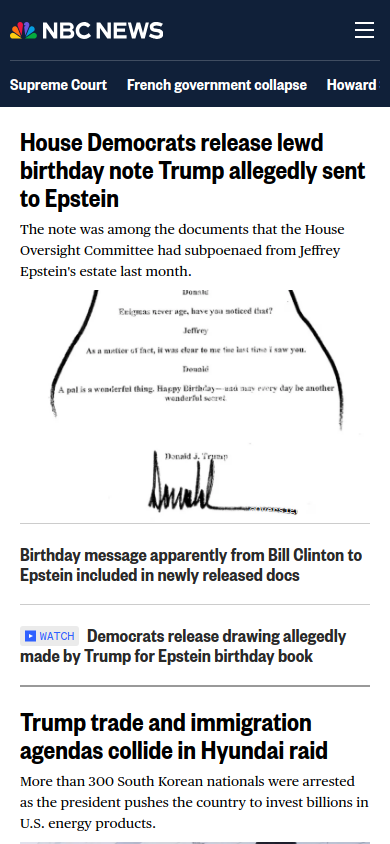 NBC NEWS
Supreme Court
French government collapse
Howard
House Democrats release lewd
birthday note Trump allegedly sent
to Epstein
The note was among the documents that the House
Oversight Committee had subpoenaed from Jeffrey
Epstein's estate last month.
Donald
Enigmas never age, have you noticed that?
Jeffrey
As a matter of fact, it was clear to me the last time I saw you.
Donald
A pal is a wonderful thing. Happy Birthday — and may every day be another
wonderful secret.
Donald J. Trump
Donald
Birthday message apparently from Bill Clinton to
Epstein included in newly released docs
WATCH Democrats release drawing allegedly
made by Trump for Epstein birthday book
Trump trade and immigration
agendas collide in Hyundai raid
More than 300 South Korean nationals were arrested
as the president pushes the country to invest billions in
U.S. energy products.